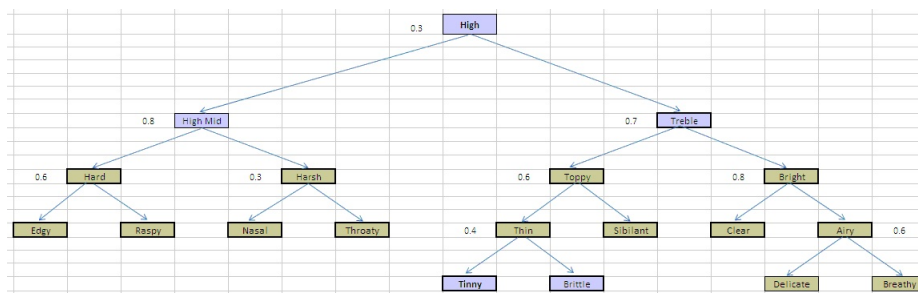 High
0.3
High Mid
0.8
Treble
0.7
0.6 Hard 0.3 Harsh 0.6 Toppy 0.8 Bright
Edgy Raspy Nasal Throaty 0.4 Thin Sibilant Clear Airy 0.6
Tinny Brittle Delicate Breathy